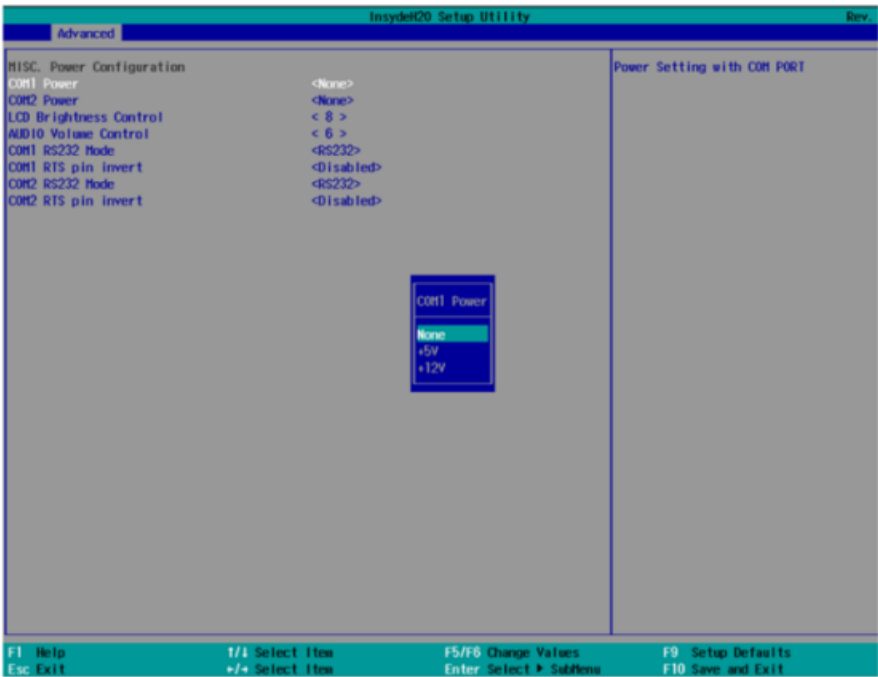 InsydeH20 Setup Utility Rev.
Advanced
MISC. Power Configuration
COM1 Power <None>
COM2 Power <None>
LCD Brightness Control < 8 >
AUDIO Volume Control < 6 >
COM1 RS232 Mode <RS232>
COM1 RTS pin invert <Disabled>
COM2 RS232 Mode <RS232>
COM2 RTS pin invert <Disabled>
Power Setting with COM PORT
COM1 Power
None
+5V
+12V
F1 Help ↑/↓ Select Item F5/F6 Change Values F9 Setup Defaults
Esc Exit ←/→ Select Item Enter Select ▶ SubMenu F10 Save and Exit